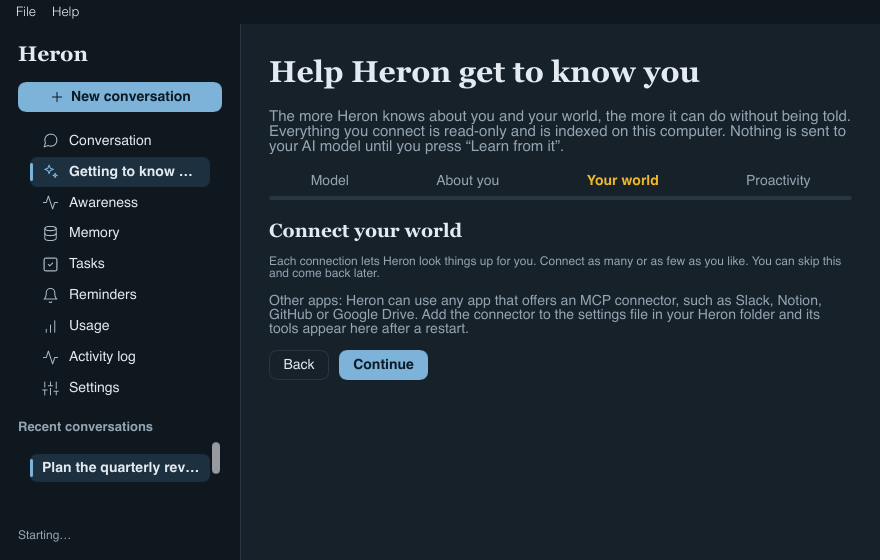 File Help
Heron
New conversation
Conversation
Getting to know ...
Awareness
Memory
Tasks
Reminders
Usage
Activity log
Settings
Recent conversations
Plan the quarterly rev...
Starting...
Help Heron get to know you
The more Heron knows about you and your world, the more it can do without being told.
Everything you connect is read-only and is indexed on this computer. Nothing is sent to
your AI model until you press “Learn from it”.
Model About you Your world Proactivity
Connect your world
Each connection lets Heron look things up for you. Connect as many or as few as you like. You can skip this
and come back later.
Other apps: Heron can use any app that offers an MCP connector, such as Slack, Notion,
GitHub or Google Drive. Add the connector to the settings file in your Heron folder and its
tools appear here after a restart.
Back Continue